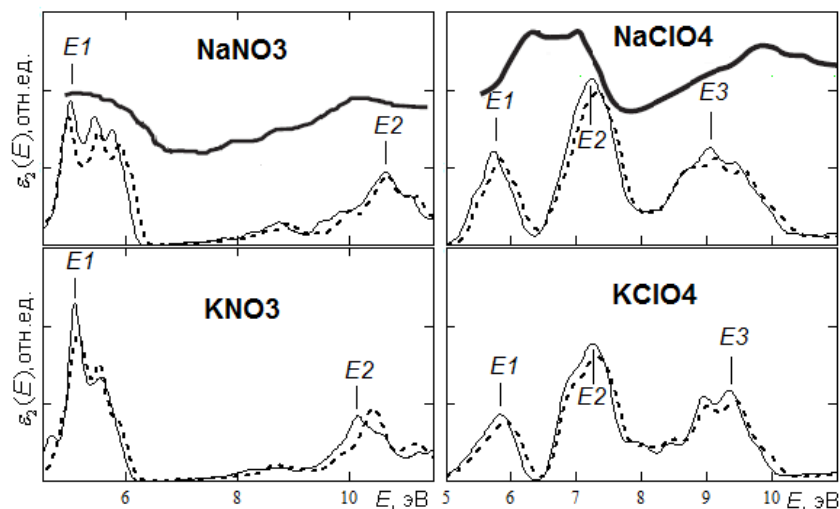 E1
NaNO3
E2
ε₂(E), отн.ед.
NaClO4
E1
E2
E3
E1
KNO3
E2
ε₂(E), отн.ед.
6
8
10
E, эВ
KClO4
E1
E2
E3
5
6
7
8
9
10
E, эВ